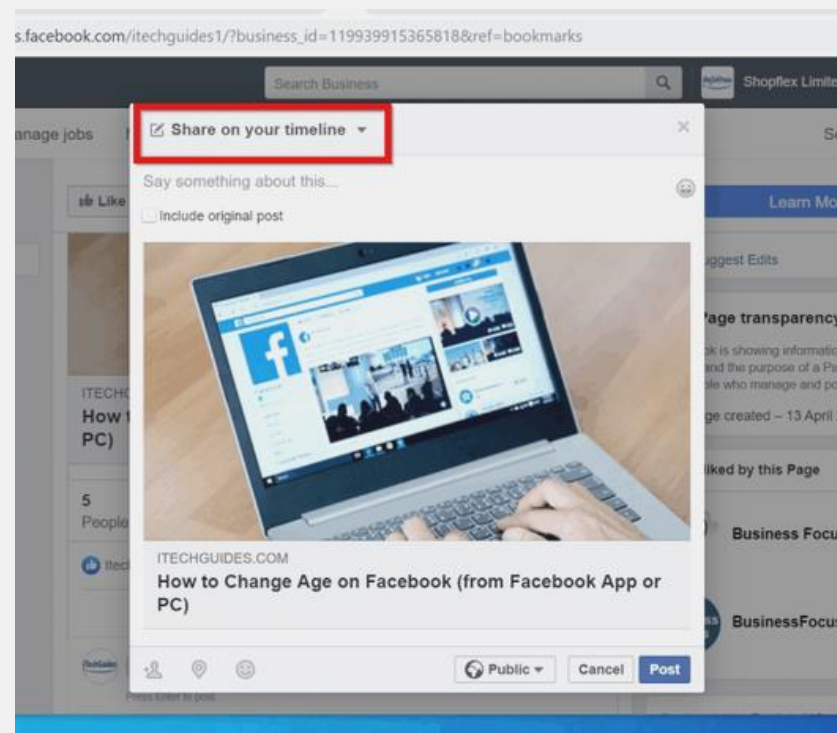 s.facebook.com/itechguides1/?business_id=119939915365818&ref=bookmarks
Search Business
Shopflex Limite
anage jobs
Share on your timeline
Say something about this...
Include original post
Like
Learn Mo
uggest Edits
Page transparency
ok is showing informatio
and the purpose of a Pa
ple who manage and po
ge created – 13 April
liked by this Page
Business Focu
BusinessFocus
ITECHG
How t
PC)
5
People
itec
ITECHGUIDES.COM
How to Change Age on Facebook (from Facebook App or
PC)
Public
Cancel
Post
Press Enter to post.